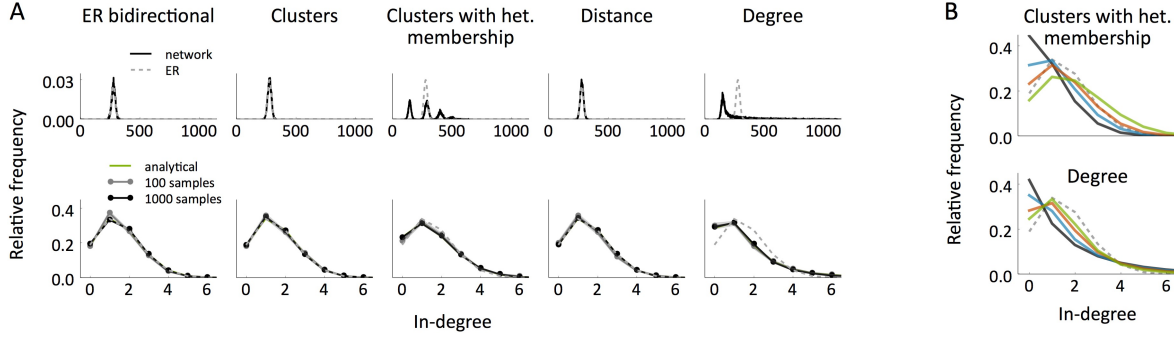 A
ER bidirectional
Clusters
Clusters with het.
membership
Distance
Degree
network
ER
0.03
0.00
0 500 1000
0 500 1000
0 500 1000
0 500 1000
0 500 1000
Relative frequency
analytical
100 samples
1000 samples
0.4
0.2
0.0
0 2 4 6
0 2 4 6
0 2 4 6
0 2 4 6
0 2 4 6
In-degree
B
Clusters with het.
membership
0.4
0.2
0.0
Relative frequency
Degree
0.4
0.2
0.0
0 2 4 6
In-degree